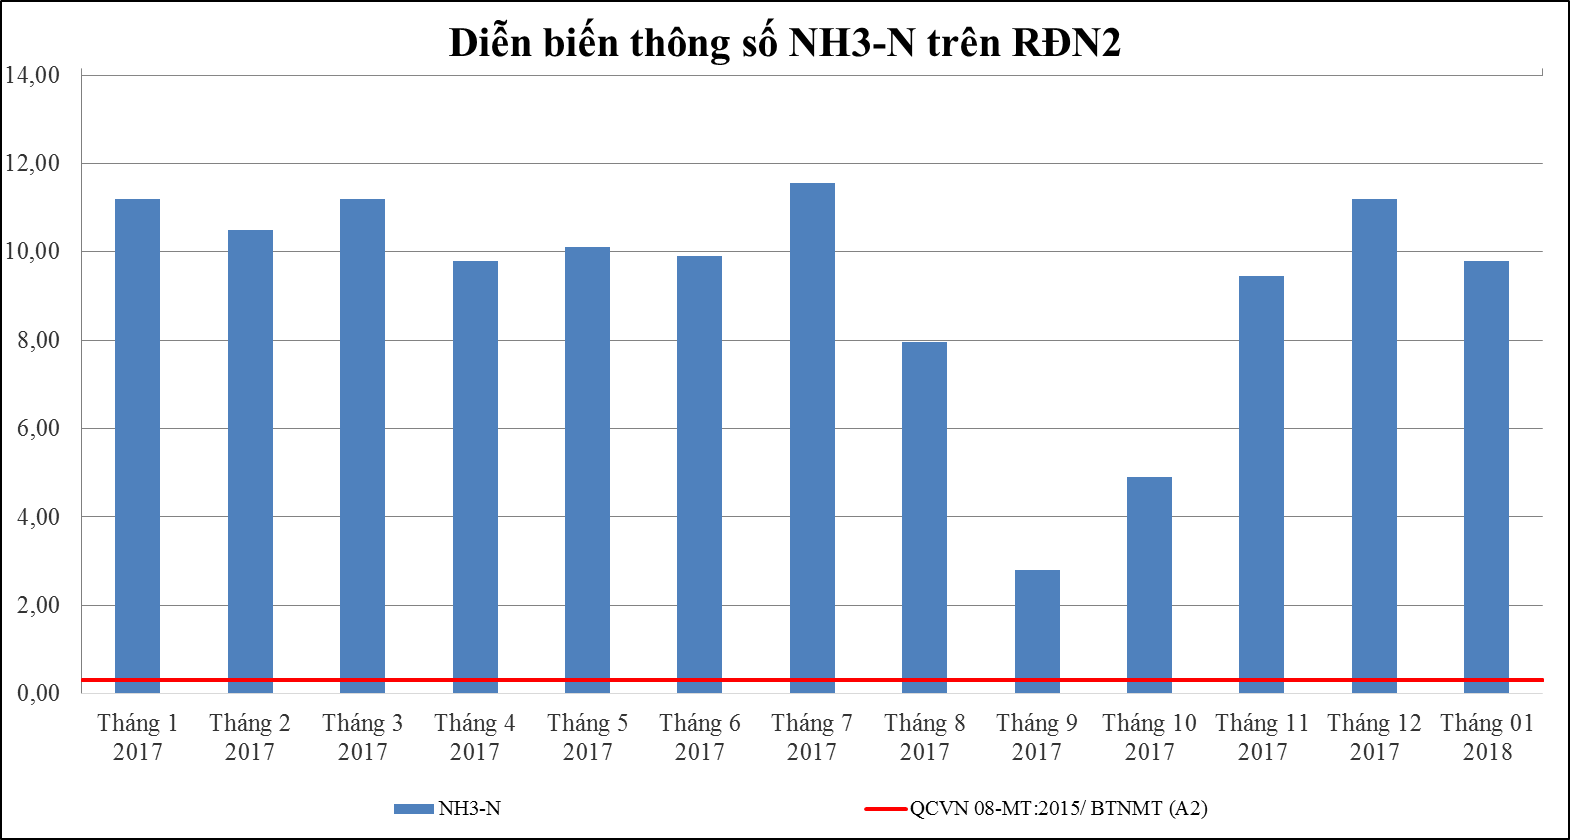 Diễn biến thông số NH3-N trên RĐN2
14,00
12,00
10,00
8,00
6,00
4,00
2,00
0,00
Tháng 1 2017
Tháng 2 2017
Tháng 3 2017
Tháng 4 2017
Tháng 5 2017
Tháng 6 2017
Tháng 7 2017
Tháng 8 2017
Tháng 9 2017
Tháng 10 2017
Tháng 11 2017
Tháng 12 2017
Tháng 01 2018
NH3-N
QCVN 08-MT:2015/ BTNMT (A2)